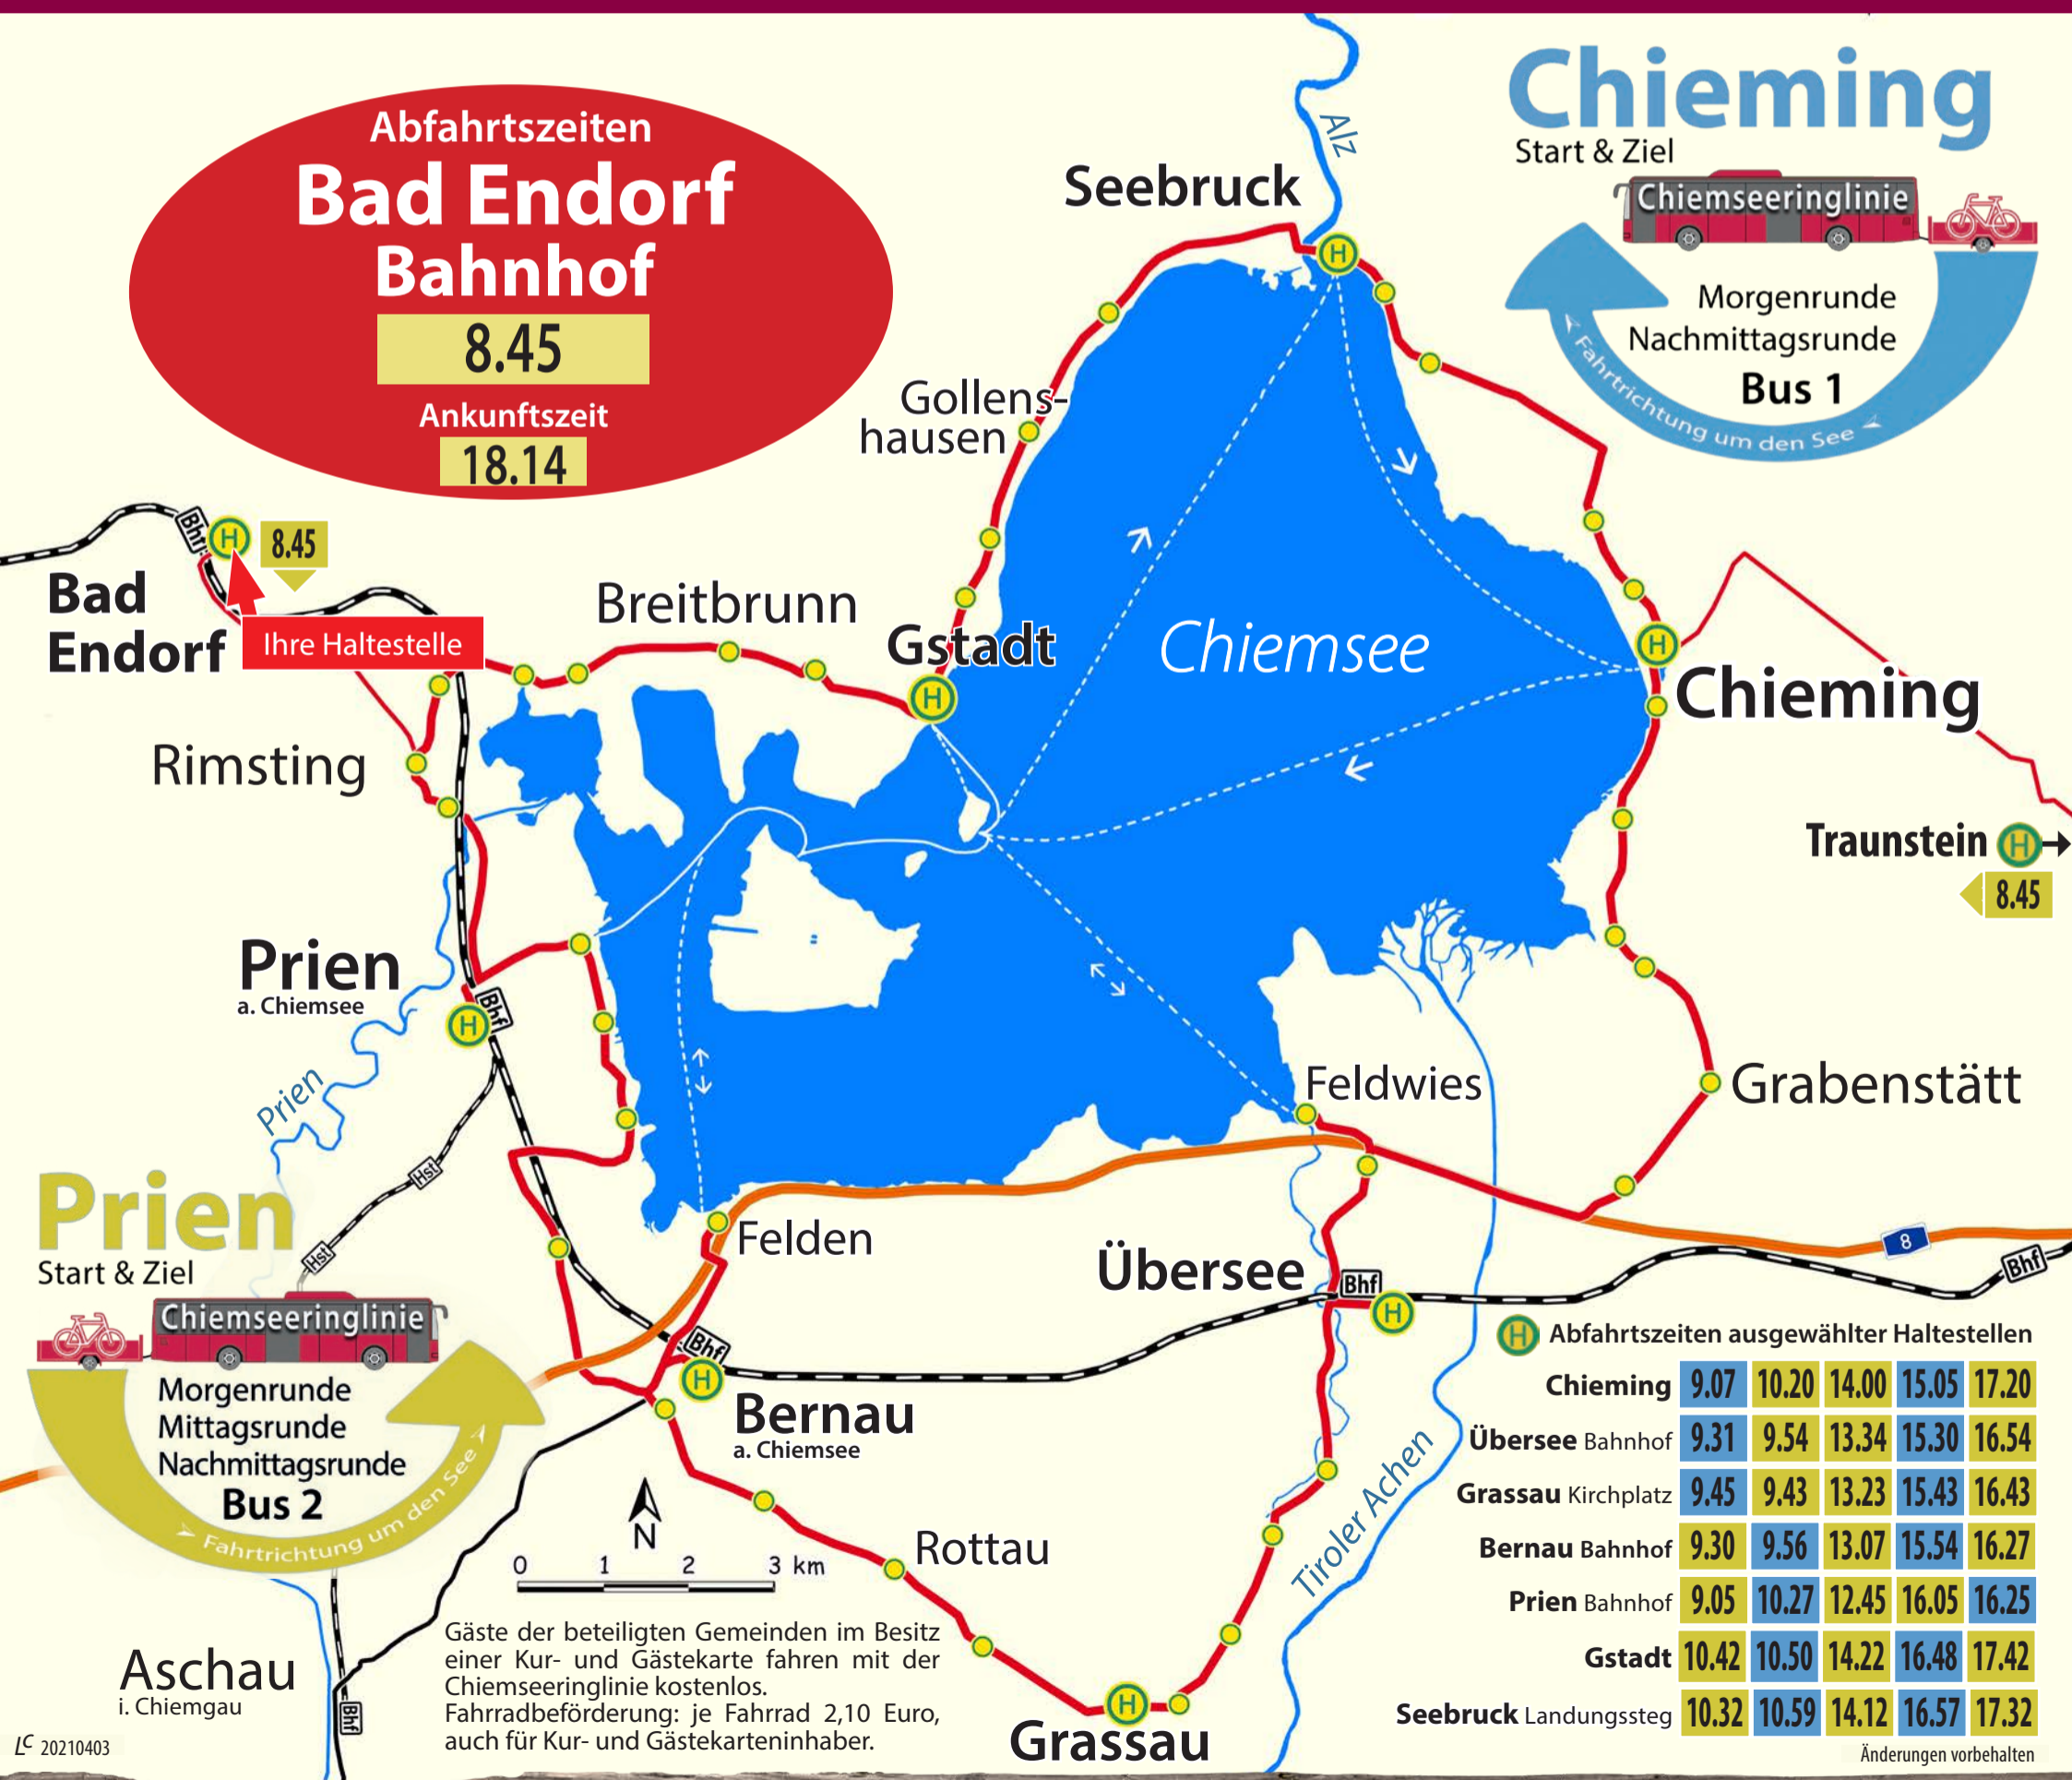 Abfahrtszeiten
Bad Endorf
Bahnhof
8.45
Ankunftszeit
18.14
Chieming
Start & Ziel
Chiemseeringlinie
Morgenrunde
Nachmittagsrunde
Bus 1
Fahrtrichtung um den See
Alz
Seebruck
H
Gollens-
hausen
Bhf
H
8.45
Bad
Endorf
Ihre Haltestelle
Breitbrunn
Gstadt
H
Chiemsee
H
Chieming
Rimsting
Traunstein H
8.45
Prien
a. Chiemsee
Bhf
H
Prien
Feldwies
Grabenstätt
Hst
Hst
Felden
Übersee
Bhf
H
8
Bhf
Prien
Start & Ziel
Chiemseeringlinie
Morgenrunde
Mittagsrunde
Nachmittagsrunde
Bus 2
Fahrtrichtung um den See
Bhf
H
Bernau
a. Chiemsee
N
0 1 2 3 km
Rottau
Tiroler Achen
H
Grassau
Aschau
i. Chiemgau
Bhf
Gäste der beteiligten Gemeinden im Besitz
einer Kur- und Gästekarte fahren mit der
Chiemseeringlinie kostenlos.
Fahrradbeförderung: je Fahrrad 2,10 Euro,
auch für Kur- und Gästekarteninhaber.
H Abfahrtszeiten ausgewählter Haltestellen
Chieming 9.07 10.20 14.00 15.05 17.20
Übersee Bahnhof 9.31 9.54 13.34 15.30 16.54
Grassau Kirchplatz 9.45 9.43 13.23 15.43 16.43
Bernau Bahnhof 9.30 9.56 13.07 15.54 16.27
Prien Bahnhof 9.05 10.27 12.45 16.05 16.25
Gstadt 10.42 10.50 14.22 16.48 17.42
Seebruck Landungssteg 10.32 10.59 14.12 16.57 17.32
Änderungen vorbehalten
LC 20210403